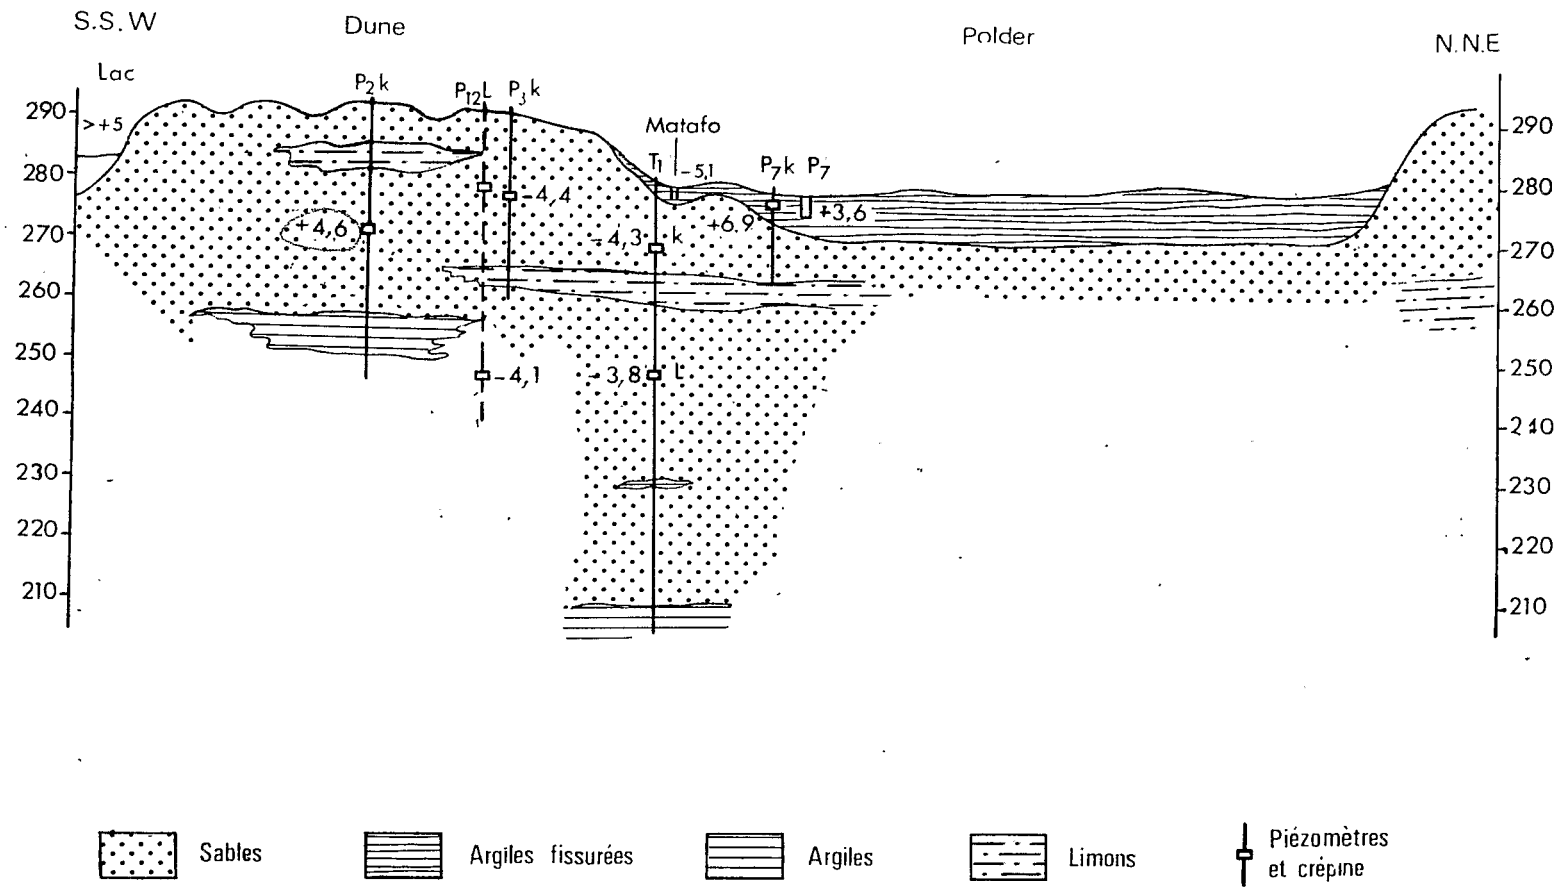 S.S.W
Dune
Polder
N.N.E
Lac
P2k
P12L
P3k
>+5
Matafo
T1
-5,1
P7k
P7
290
280
270
260
250
240
230
220
210
-4,4
+4,6
-4,3
k
+6.9
+3,6
-4,1
-3,8
L
290
280
270
260
250
240
230
220
210
Sables
Argiles fissurées
Argiles
Limons
Piézomètres
et crépine